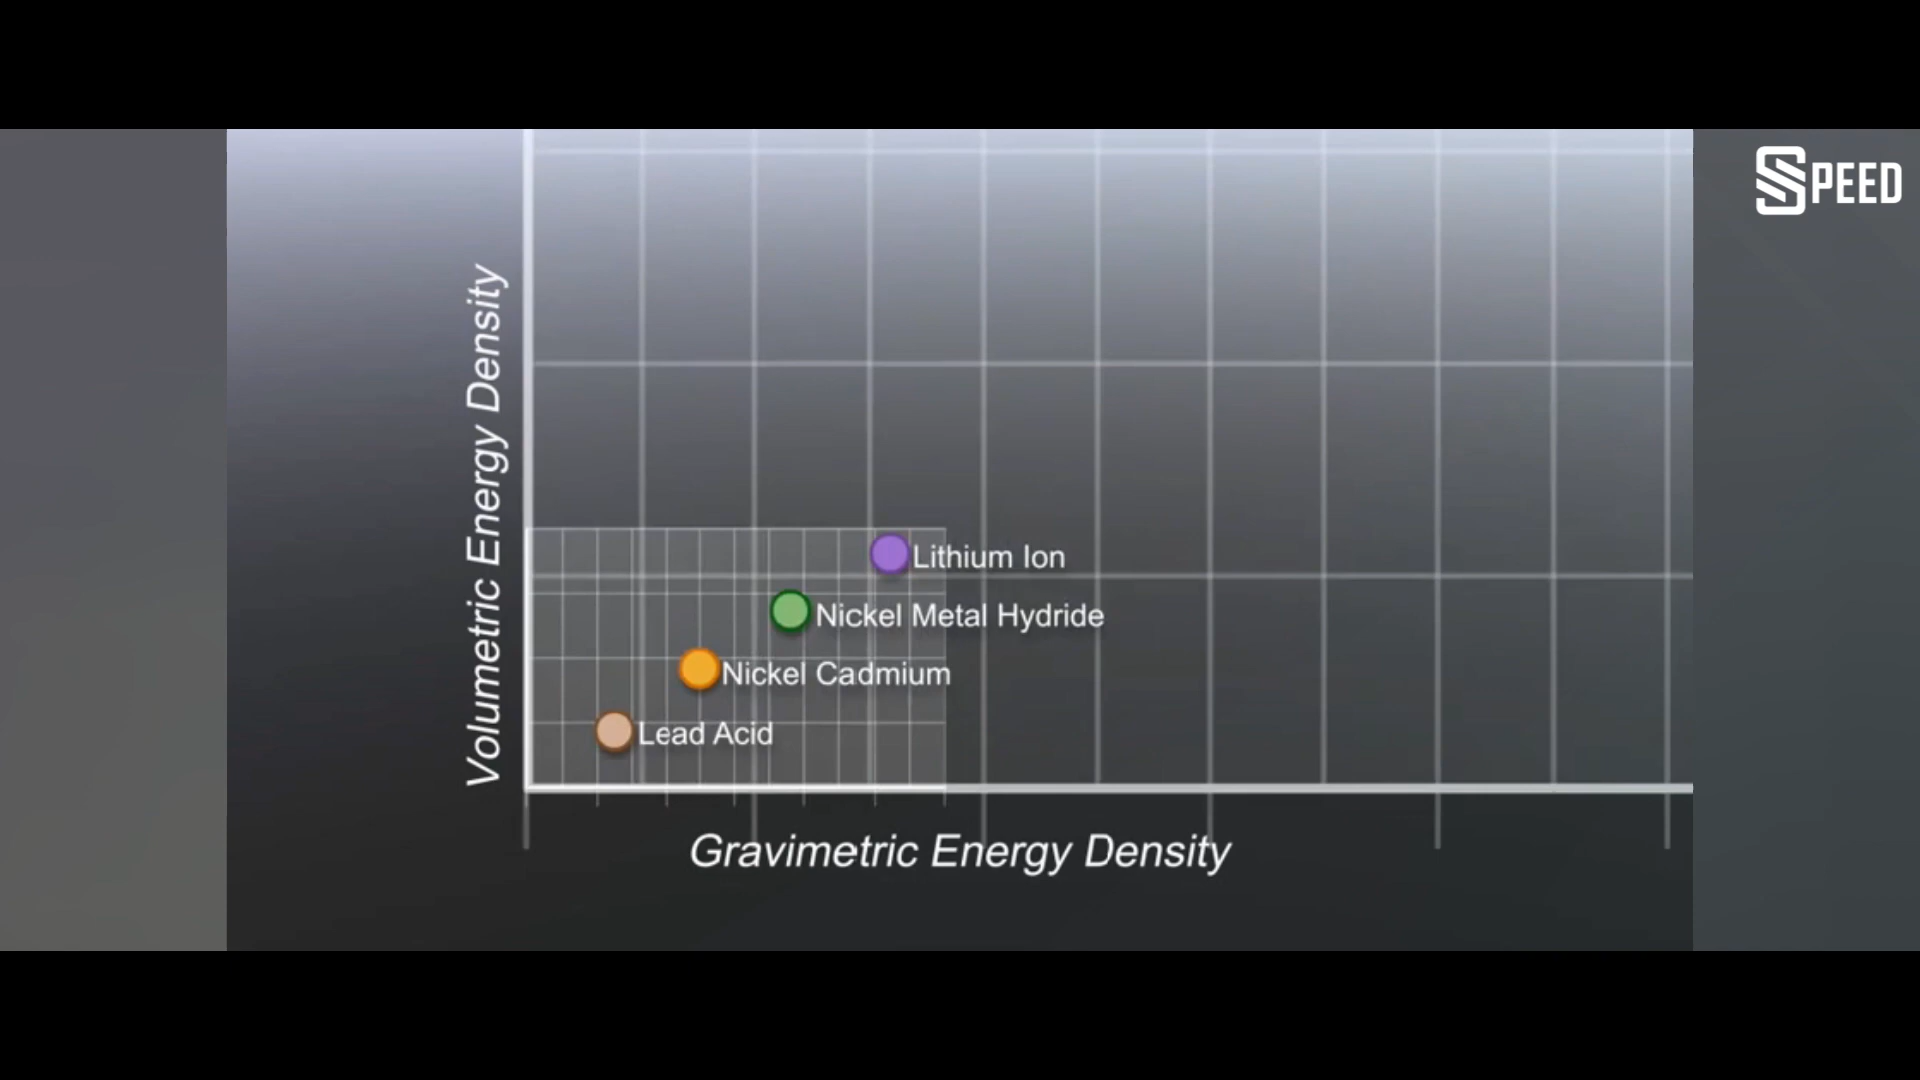 SPEED
Volumetric Energy Density
Lithium Ion
Nickel Metal Hydride
Nickel Cadmium
Lead Acid
Gravimetric Energy Density